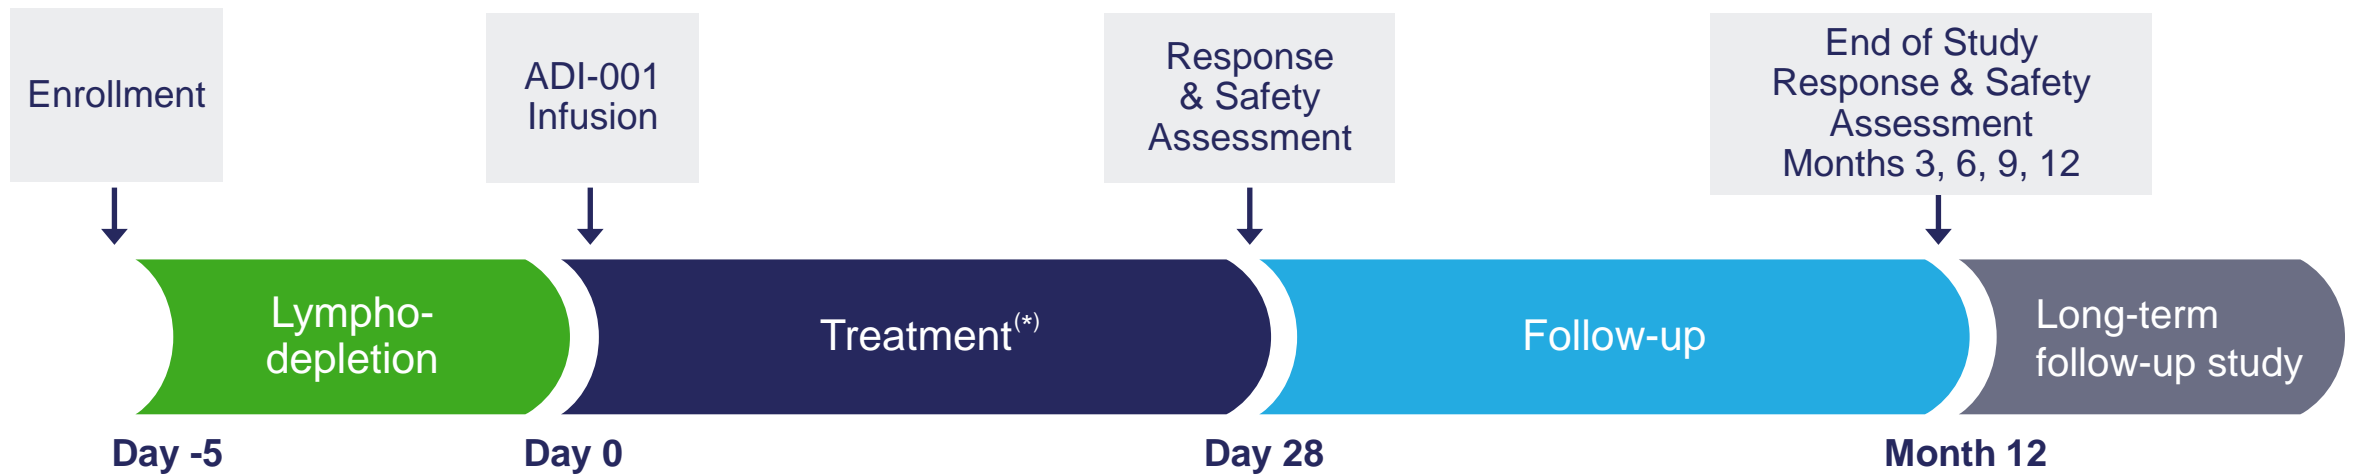 Enrollment
ADI-001
Infusion
Response
& Safety
Assessment
End of Study
Response & Safety
Assessment
Months 3, 6, 9, 12
Lympho-
depletion
Treatment(*)
Follow-up
Long-term
follow-up study
Day -5
Day 0
Day 28
Month 12